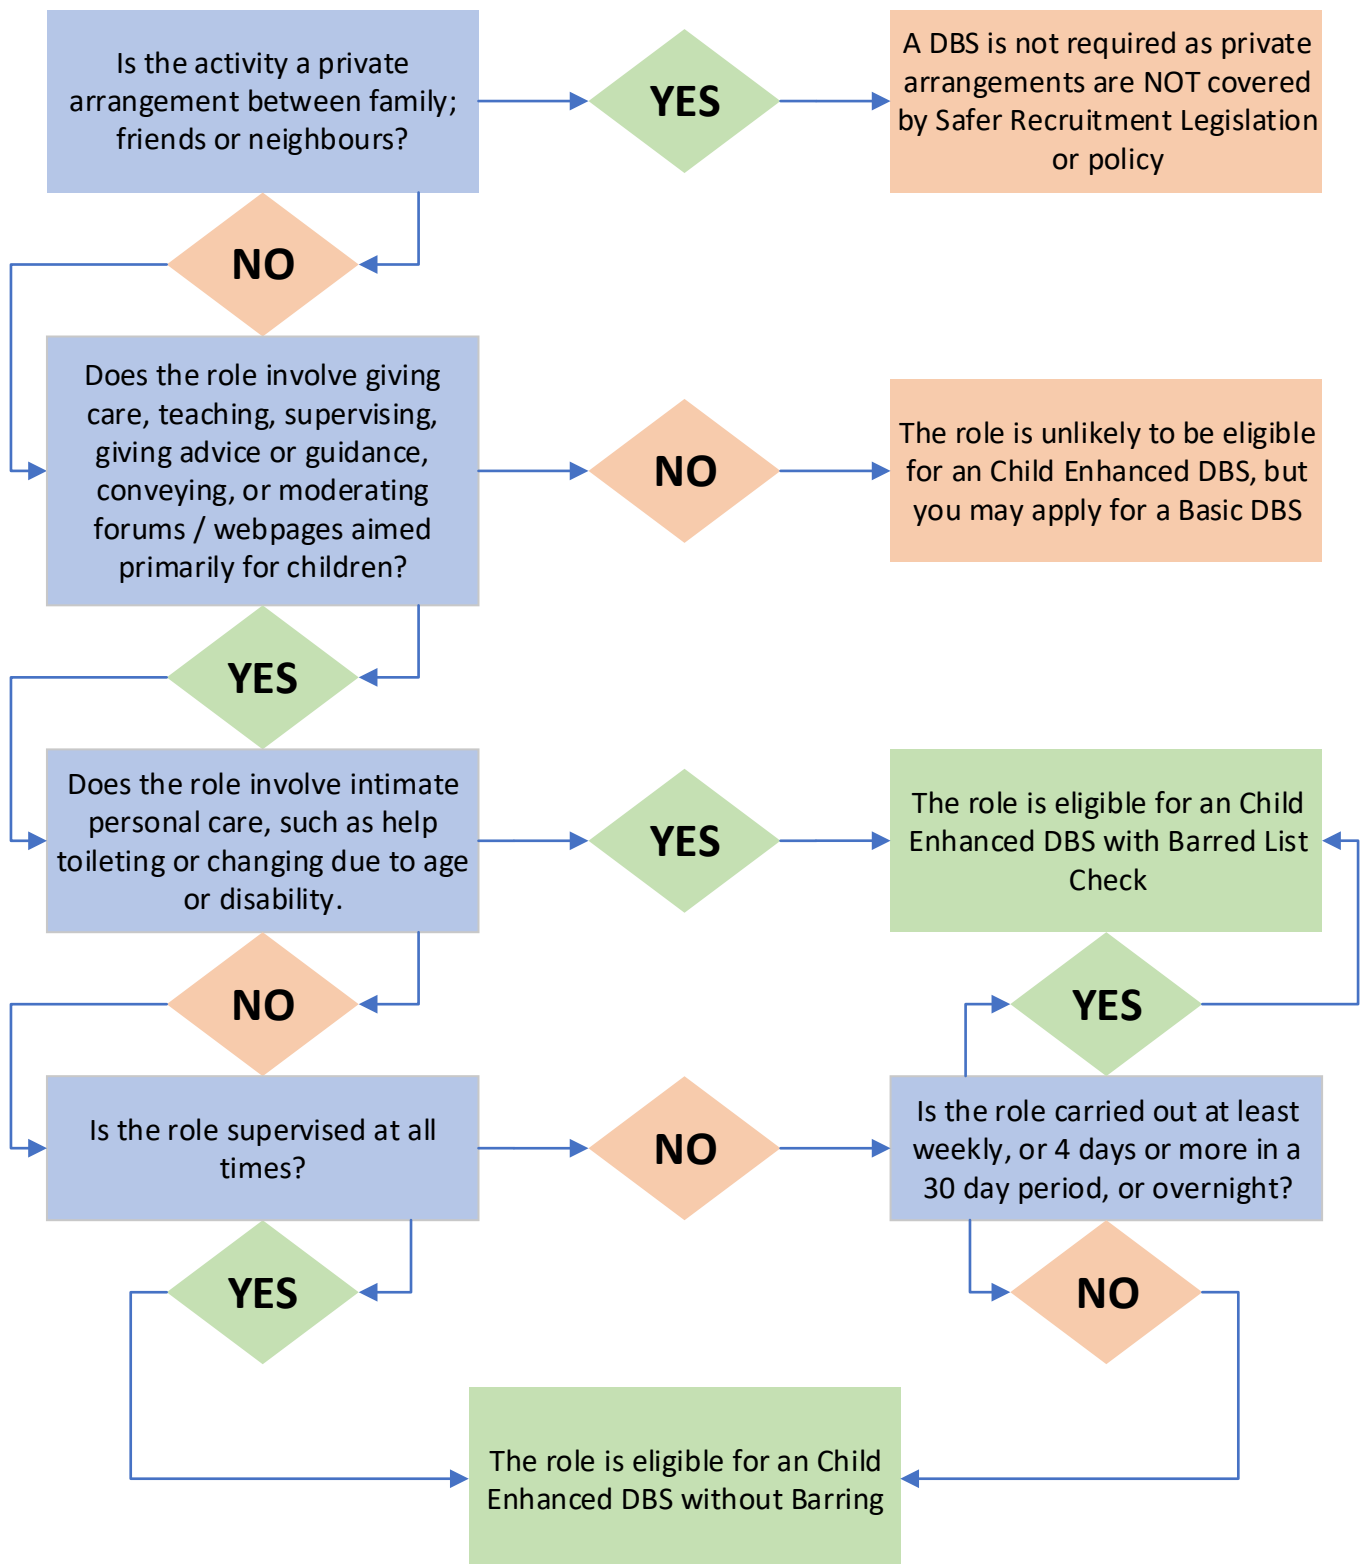 Is the activity a private
arrangement between family;
friends or neighbours?
YES
A DBS is not required as private
arrangements are NOT covered
by Safer Recruitment Legislation
or policy
NO
Does the role involve giving
care, teaching, supervising,
giving advice or guidance,
conveying, or moderating
forums / webpages aimed
primarily for children?
NO
The role is unlikely to be eligible
for an Child Enhanced DBS, but
you may apply for a Basic DBS
YES
Does the role involve intimate
personal care, such as help
toileting or changing due to age
or disability.
YES
The role is eligible for an Child
Enhanced DBS with Barred List
Check
NO
YES
Is the role supervised at all
times?
NO
Is the role carried out at least
weekly, or 4 days or more in a
30 day period, or overnight?
YES
NO
The role is eligible for an Child
Enhanced DBS without Barring